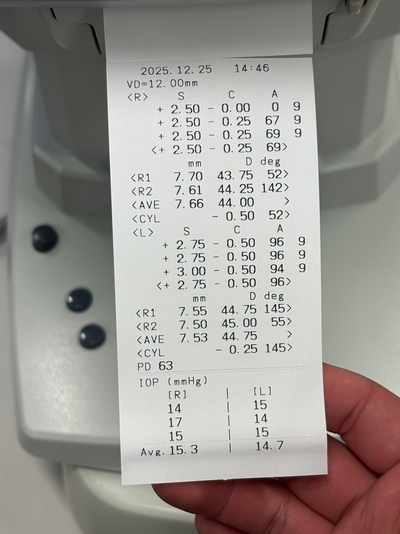 2025.12.25 14:46
VD=12.00mm
<R> S C A
+ 2.50 - 0.00 0 9
+ 2.50 - 0.25 67 9
+ 2.50 - 0.25 69 9
<+ 2.50 - 0.25 69>
mm D deg
<R1 7.70 43.75 52>
<R2 7.61 44.25 142>
<AVE 7.66 44.00 >
<CYL - 0.50 52>
<L> S C A
+ 2.75 - 0.50 96 9
+ 2.75 - 0.50 96 9
+ 3.00 - 0.50 94 9
<+ 2.75 - 0.50 96>
mm D deg
<R1 7.55 44.75 145>
<R2 7.50 45.00 55>
<AVE 7.53 44.75 >
<CYL - 0.25 145>
PD 63
IOP (mmHg)
[R] | [L]
14 | 15
17 | 14
15 | 15
Avg. 15.3 | 14.7